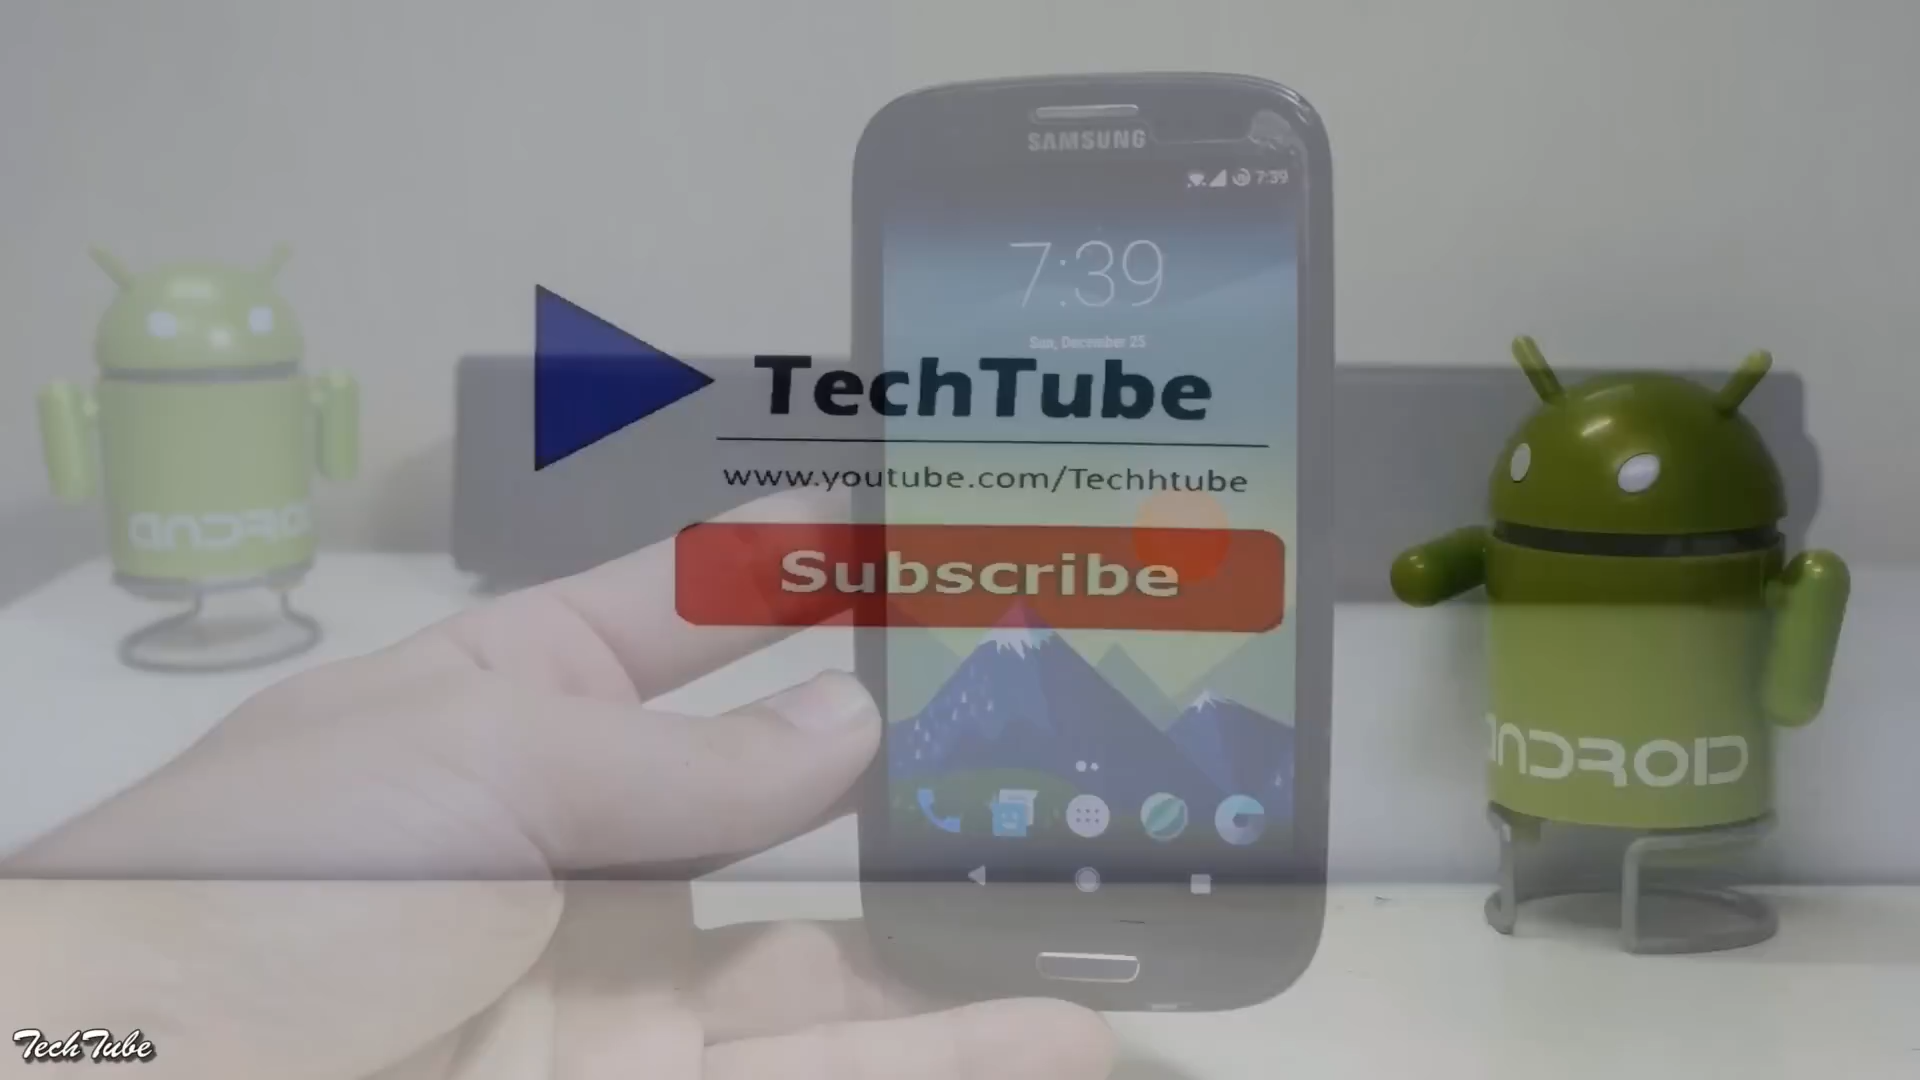 SAMSUNG
7:39
7:39
Sun, December 25
TechTube
www.youtube.com/Techhtube
Subscribe
ANDROID
ANDROID
TechTube